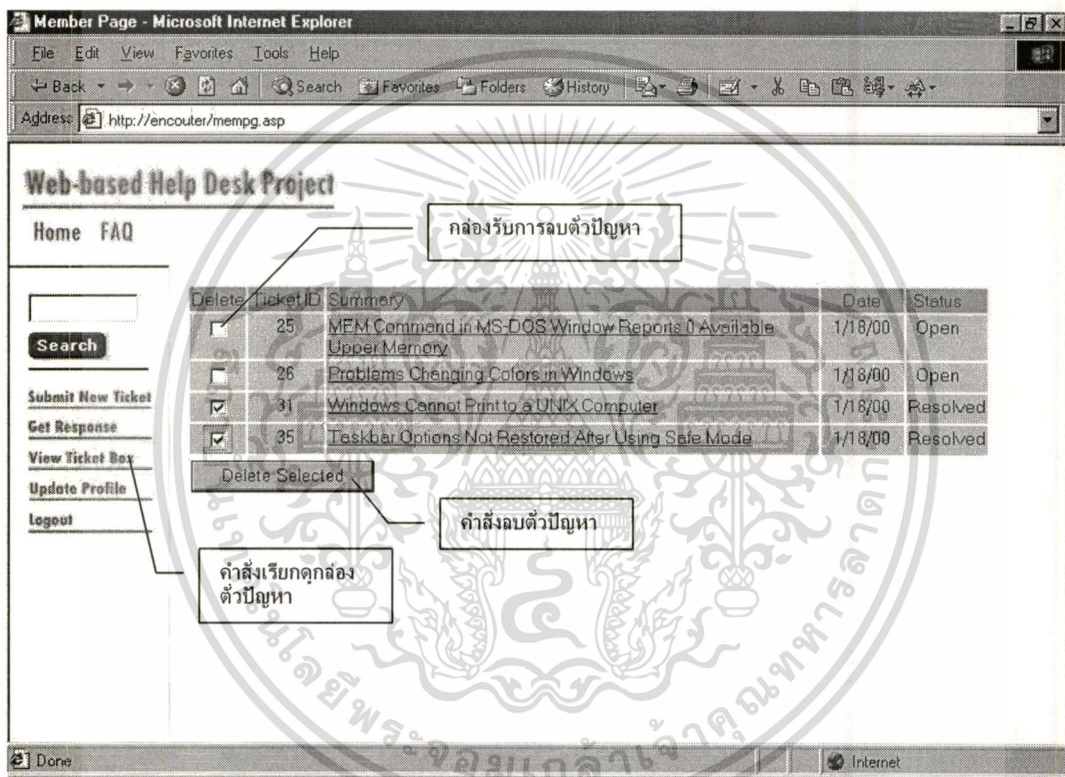 Member Page - Microsoft Internet Explorer
File Edit View Favorites Tools Help
Back Search Favorites Folders History
Address http://encouter/mempg.asp
Web-based Help Desk Project
Home FAQ
กล่องรับการลบตั๋วปัญหา
Search
Delete Ticket ID Summary Date Status
25 MEM Command in MS-DOS Window Reports 0 Available Upper Memory 1/18/00 Open
26 Problems Changing Colors in Windows 1/18/00 Open
31 Windows Cannot Print to a UNIX Computer 1/18/00 Resolved
35 Taskbar Options Not Restored After Using Safe Mode 1/18/00 Resolved
Delete Selected
Submit New Ticket
Get Response
View Ticket Box
Update Profile
Logout
คำสั่งลบตั๋วปัญหา
คำสั่งเรียกดูกล่อง
ตั๋วปัญหา
Done Internet